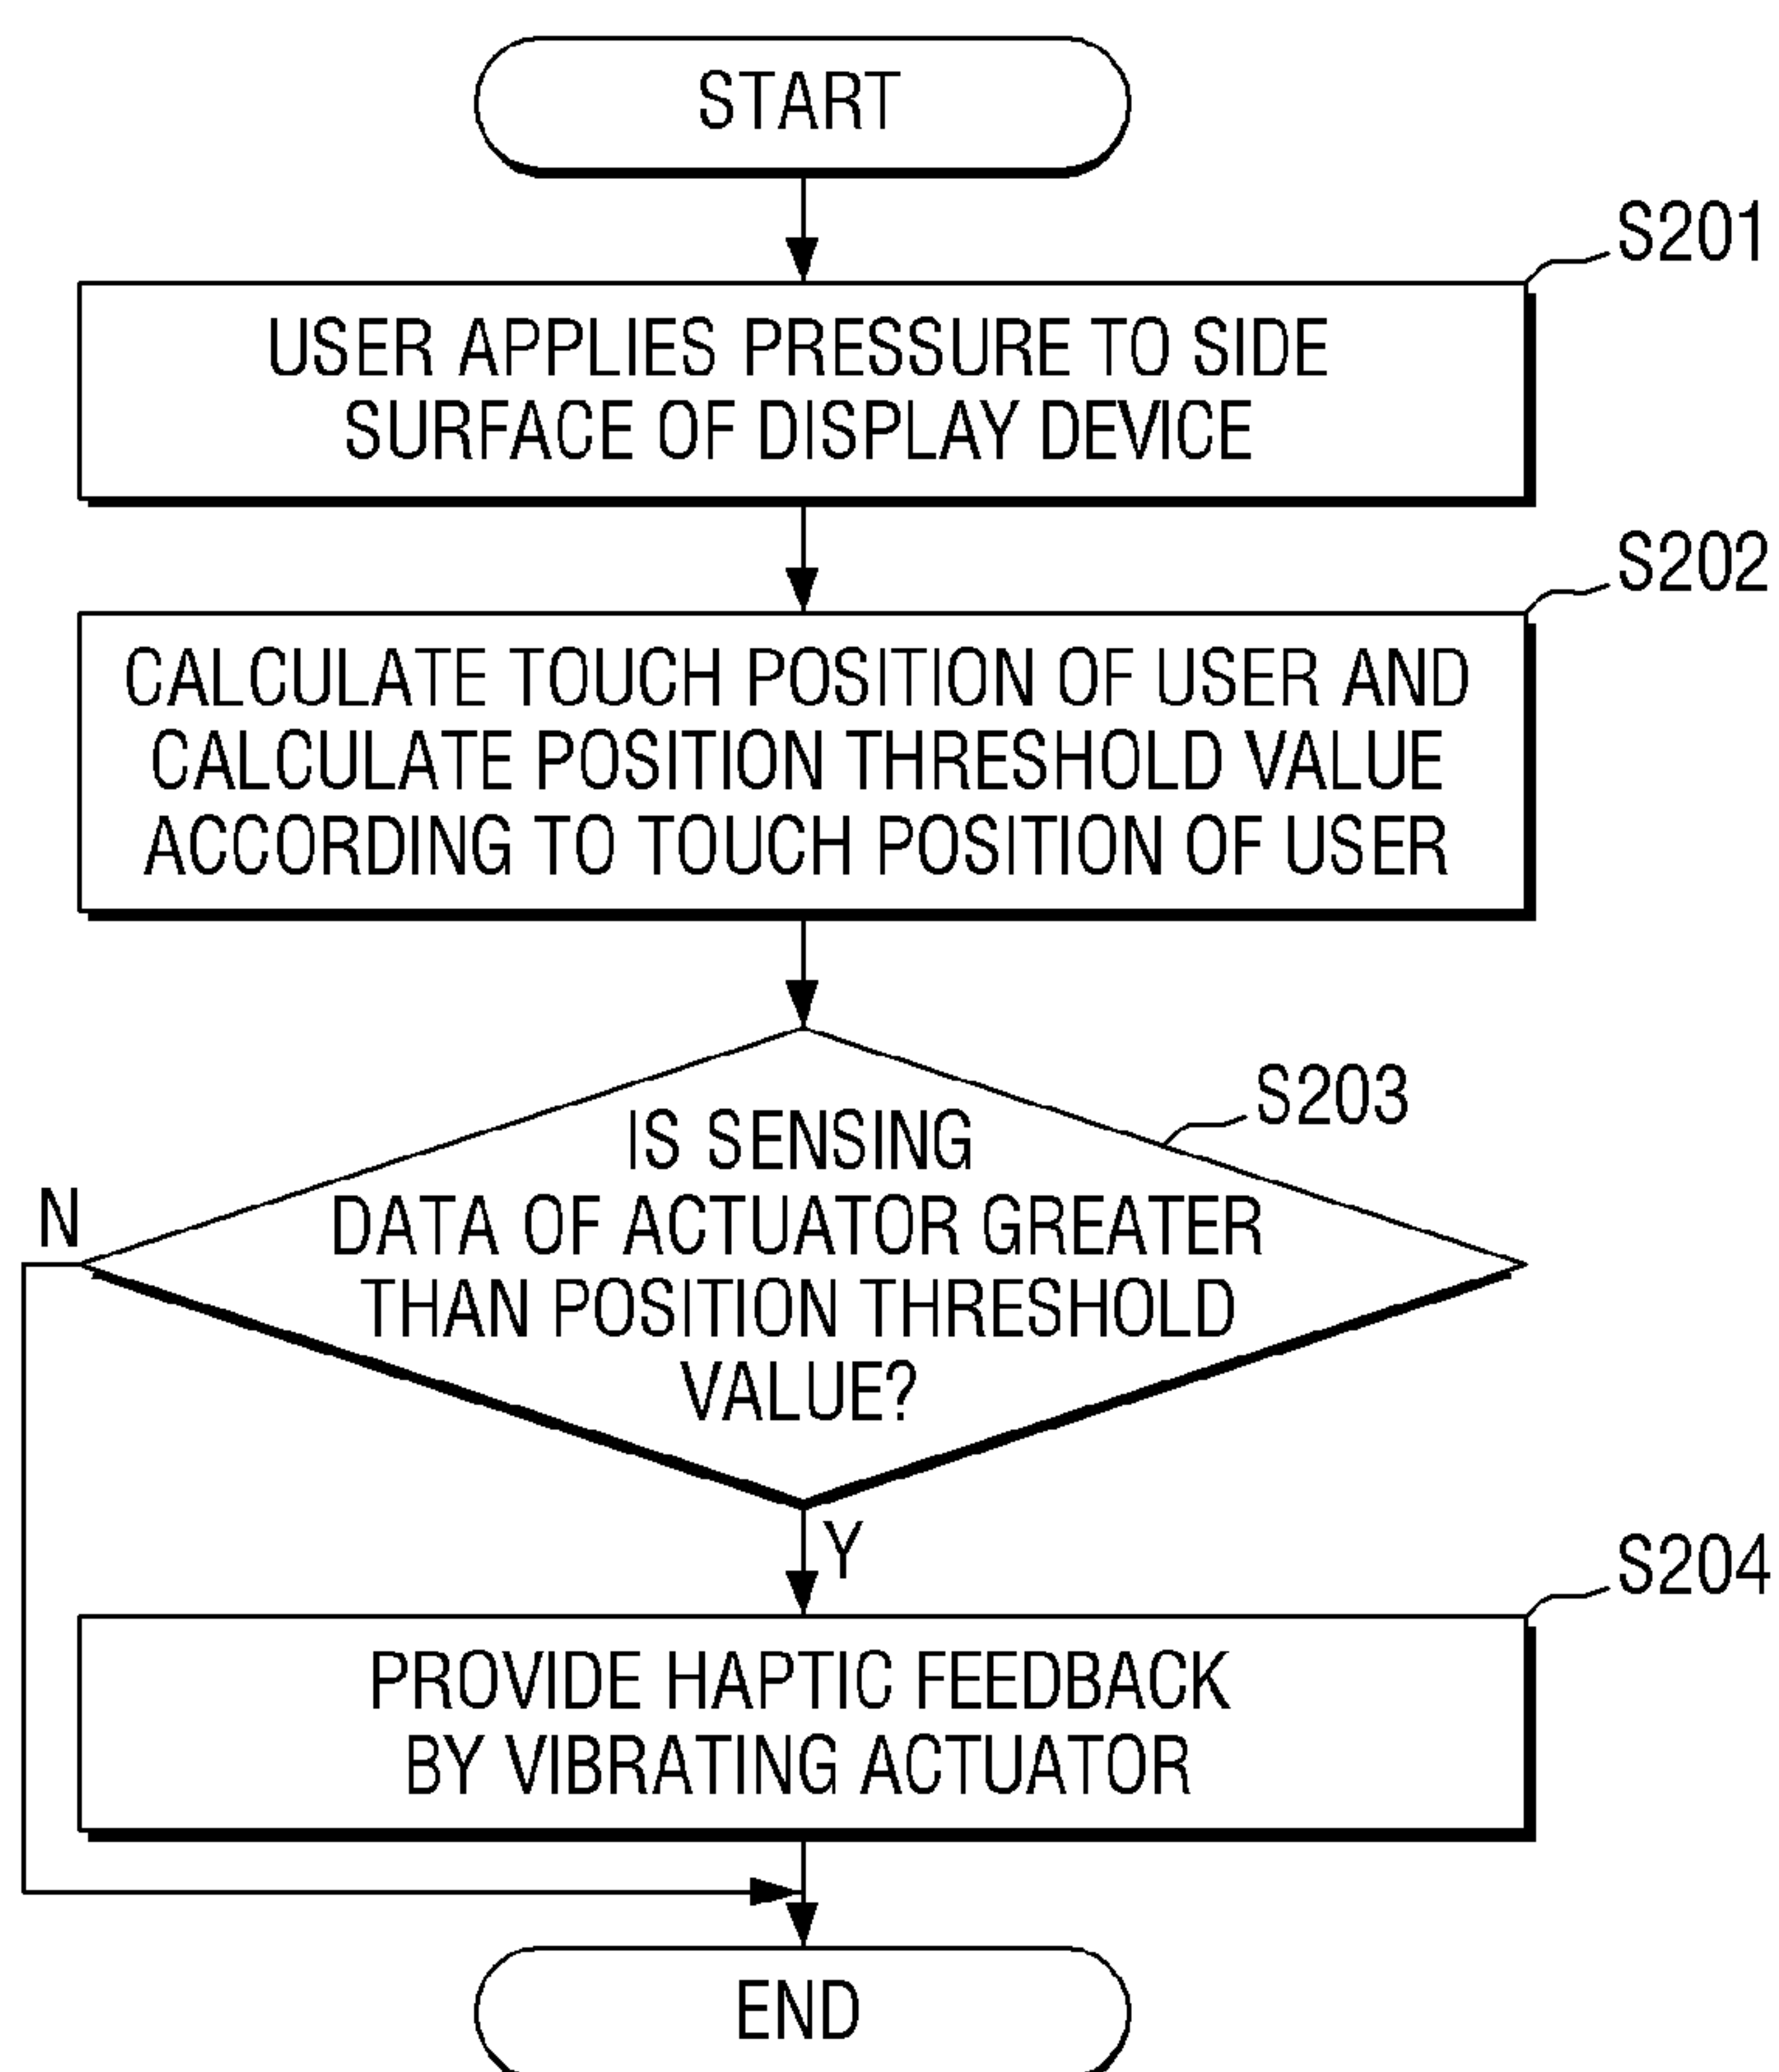 START
S201
USER APPLIES PRESSURE TO SIDE
SURFACE OF DISPLAY DEVICE
S202
CALCULATE TOUCH POSITION OF USER AND
CALCULATE POSITION THRESHOLD VALUE
ACCORDING TO TOUCH POSITION OF USER
S203
IS SENSING
DATA OF ACTUATOR GREATER
THAN POSITION THRESHOLD
VALUE?
N
Y
S204
PROVIDE HAPTIC FEEDBACK
BY VIBRATING ACTUATOR
END